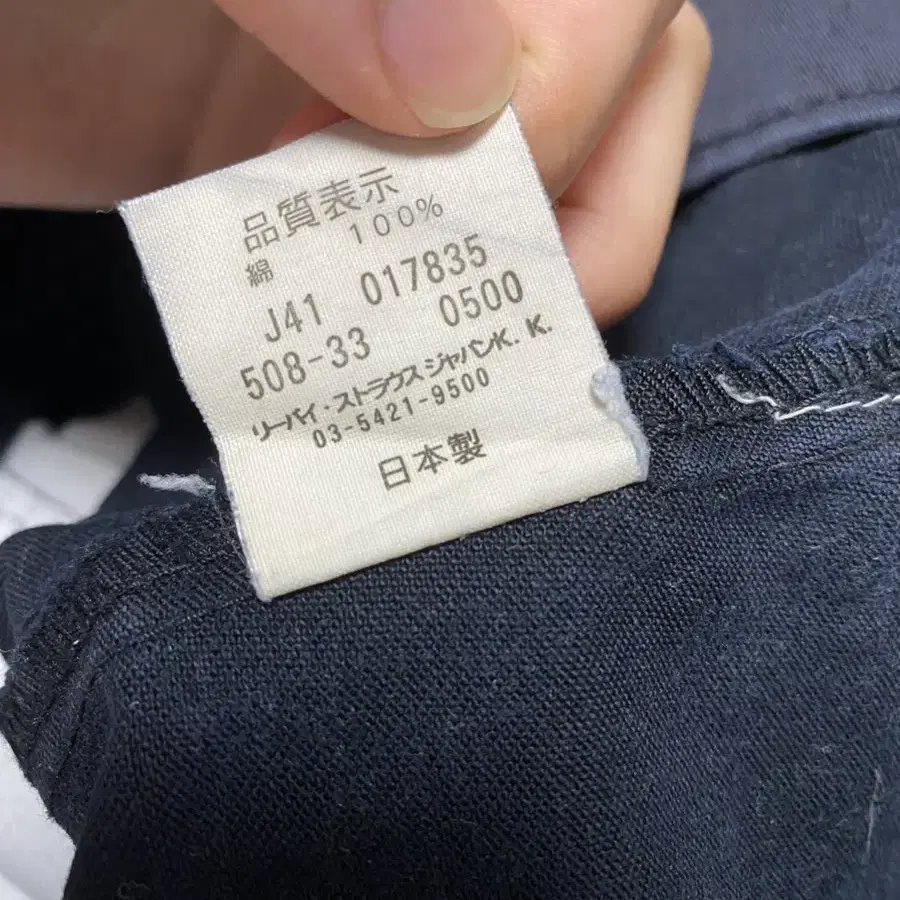 品質表示
綿 100%
J41 017835
508-33 0500
リーバイ・ストラウス ジャパンK.K.
03-5421-9500
日本製